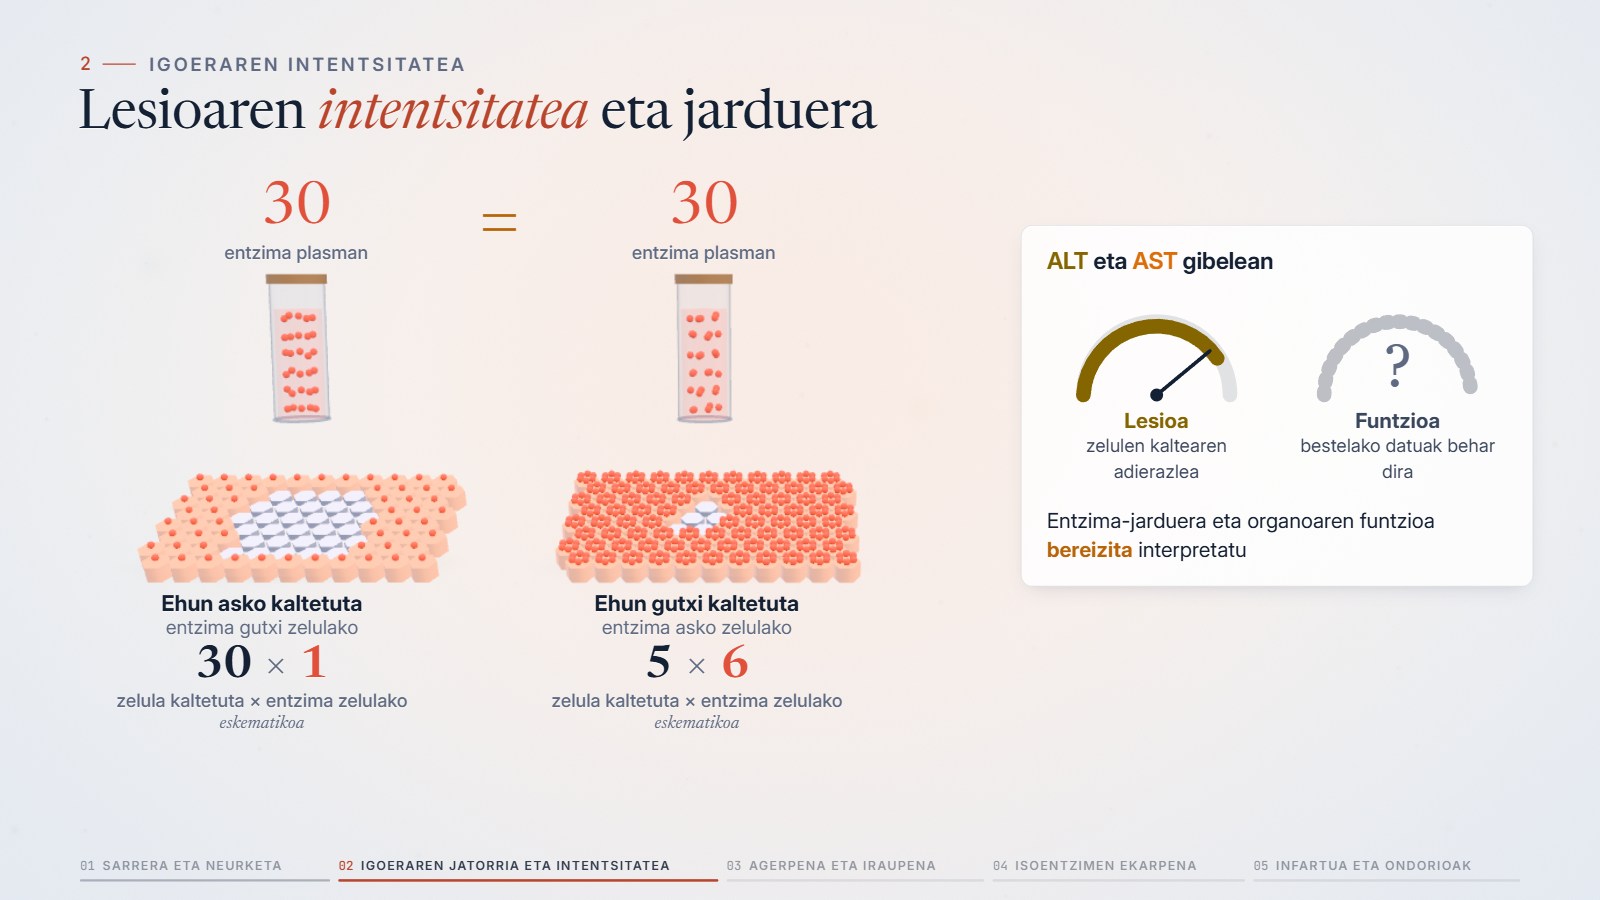 2 — IGOERAREN INTENTSITATEA
Lesioaren intentsitatea eta jarduera
30 = 30
entzima plasman
entzima plasman
Ehun asko kaltetuta
entzima gutxi zelulako
30 × 1
zelula kaltetuta × entzima zelulako
eskematikoa
Ehun gutxi kaltetuta
entzima asko zelulako
5 × 6
zelula kaltetuta × entzima zelulako
eskematikoa
ALT eta AST gibelean
Lesioa
zelulen kaltearen
adierazlea
?
Funtzioa
bestelako datuak behar
dira
Entzima-jarduera eta organoaren funtzioa
bereizita interpretatu
01 SARRERA ETA NEURKETA
02 IGOERAREN JATORRIA ETA INTENTSITATEA
03 AGERPENA ETA IRAUPENA
04 ISOENTZIMEN EKARPENA
05 INFARTUA ETA ONDORIOAK